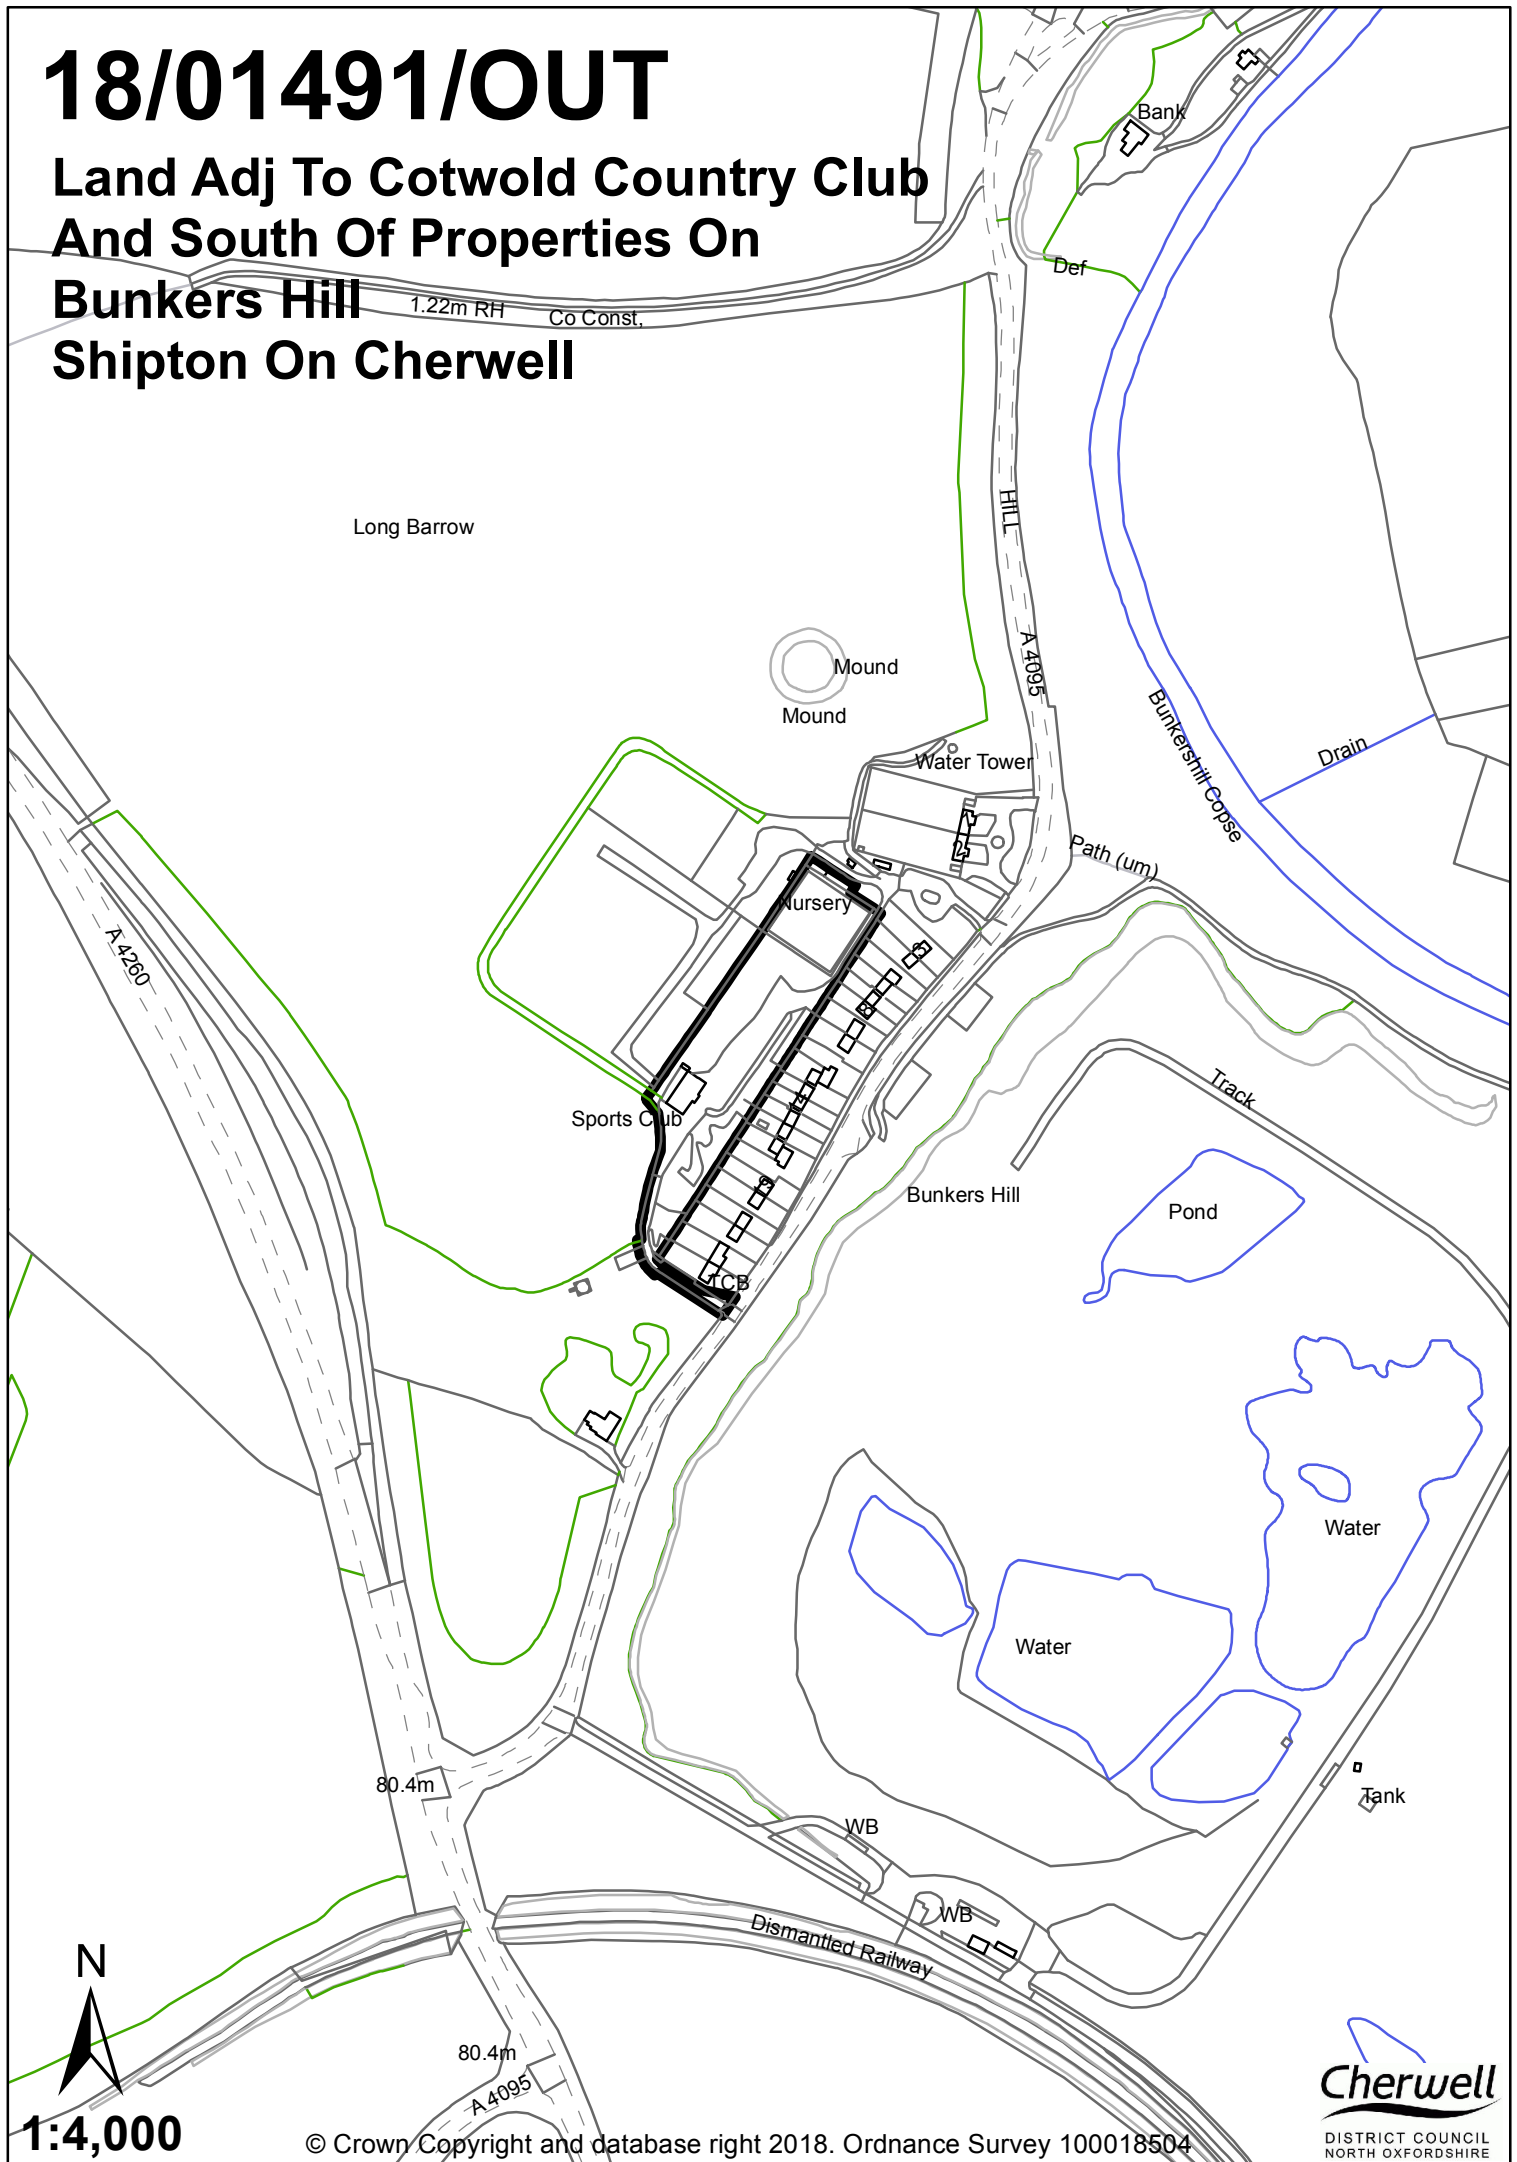 18/01491/OUT
Land Adj To Cotwold Country Club
And South Of Properties On
Bunkers Hill
Shipton On Cherwell
Bank
Def
1.22m RH
Co Const,
HILL
Long Barrow
A 4095
Mound
Mound
Water Tower
Bunkershill Copse
Drain
Path (um)
Nursery
A 4260
3
8
Track
14
Sports Club
19
Bunkers Hill
Pond
TCB
Water
Water
80.4m
Tank
WB
WB
Dismantled Railway
N
80.4m
A 4095
1:4,000
© Crown Copyright and database right 2018. Ordnance Survey 100018504
Cherwell
DISTRICT COUNCIL
NORTH OXFORDSHIRE